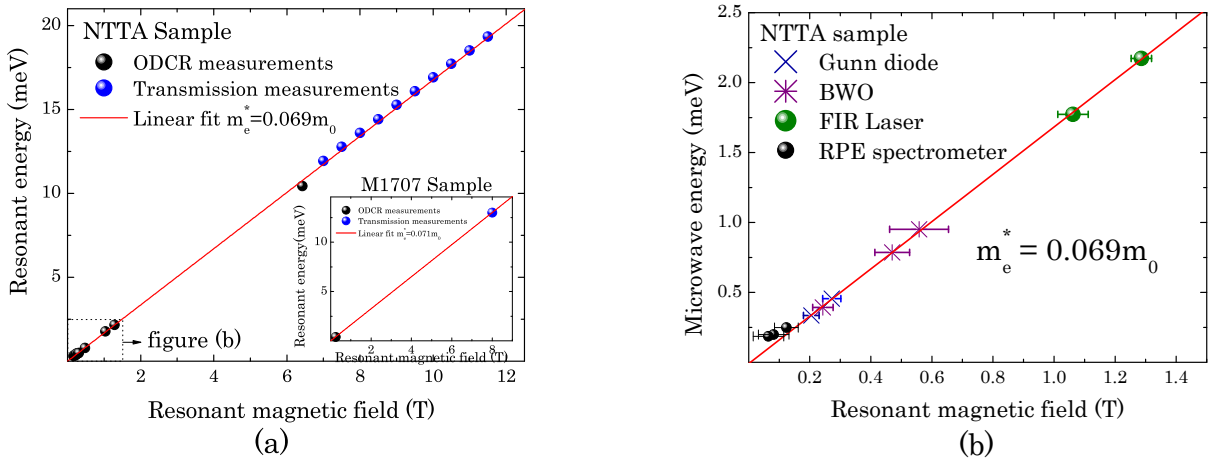 NTTA Sample
ODCR measurements
Transmission measurements
Linear fit m*e=0.069m0
Resonant energy (meV)
20
15
10
5
2 4 6 8 10 12
Resonant magnetic field (T)
figure (b)
M1707 Sample
ODCR measurements
Transmission measurements
Linear fit m*e=0.071m0
Resonant energy(meV)
13
8
3
2 4 6 8
Resonant magnetic field (T)
(a)
NTTA sample
Gunn diode
BWO
FIR Laser
RPE spectrometer
m*e = 0.069m0
Microwave energy (meV)
2.5
2.0
1.5
1.0
0.5
0.2 0.4 0.6 0.8 1.0 1.2 1.4
Resonant magnetic field (T)
(b)